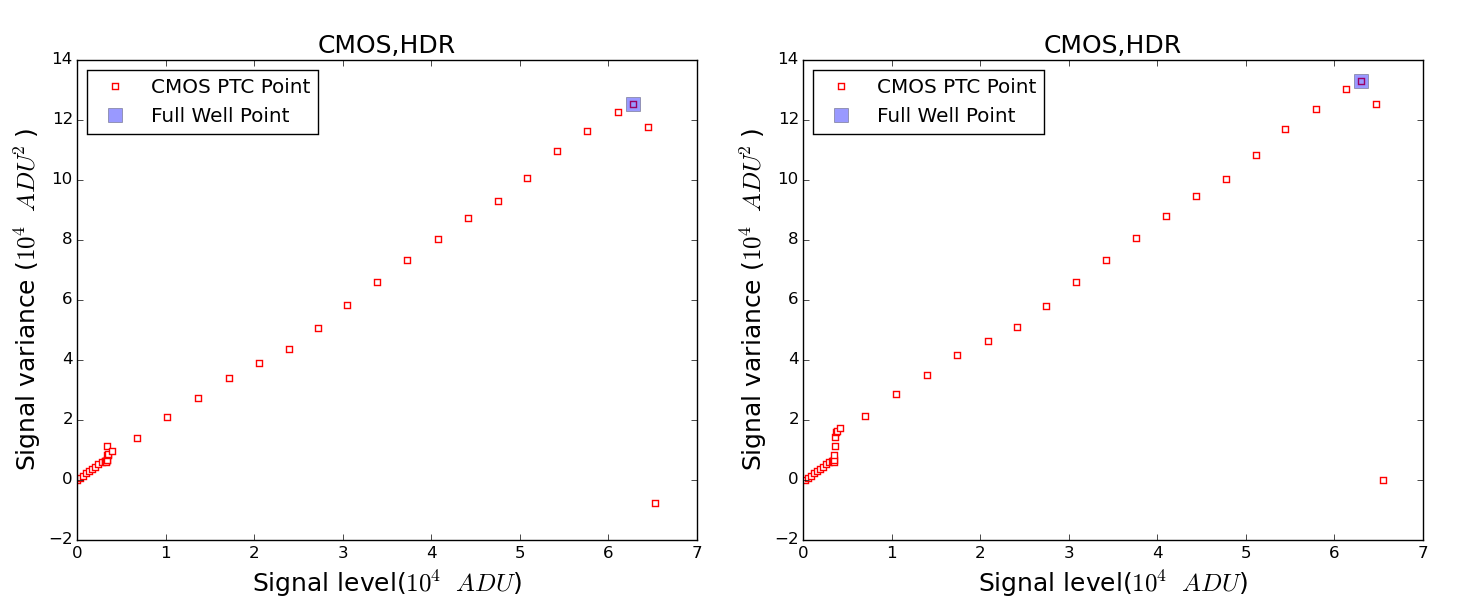 CMOS,HDR
CMOS PTC Point
Full Well Point
Signal variance (10^4 ADU^2)
14
12
10
8
6
4
2
0
−2
0 1 2 3 4 5 6 7
Signal level(10^4 ADU)
CMOS,HDR
CMOS PTC Point
Full Well Point
Signal variance (10^4 ADU^2)
14
12
10
8
6
4
2
0
−2
0 1 2 3 4 5 6 7
Signal level(10^4 ADU)